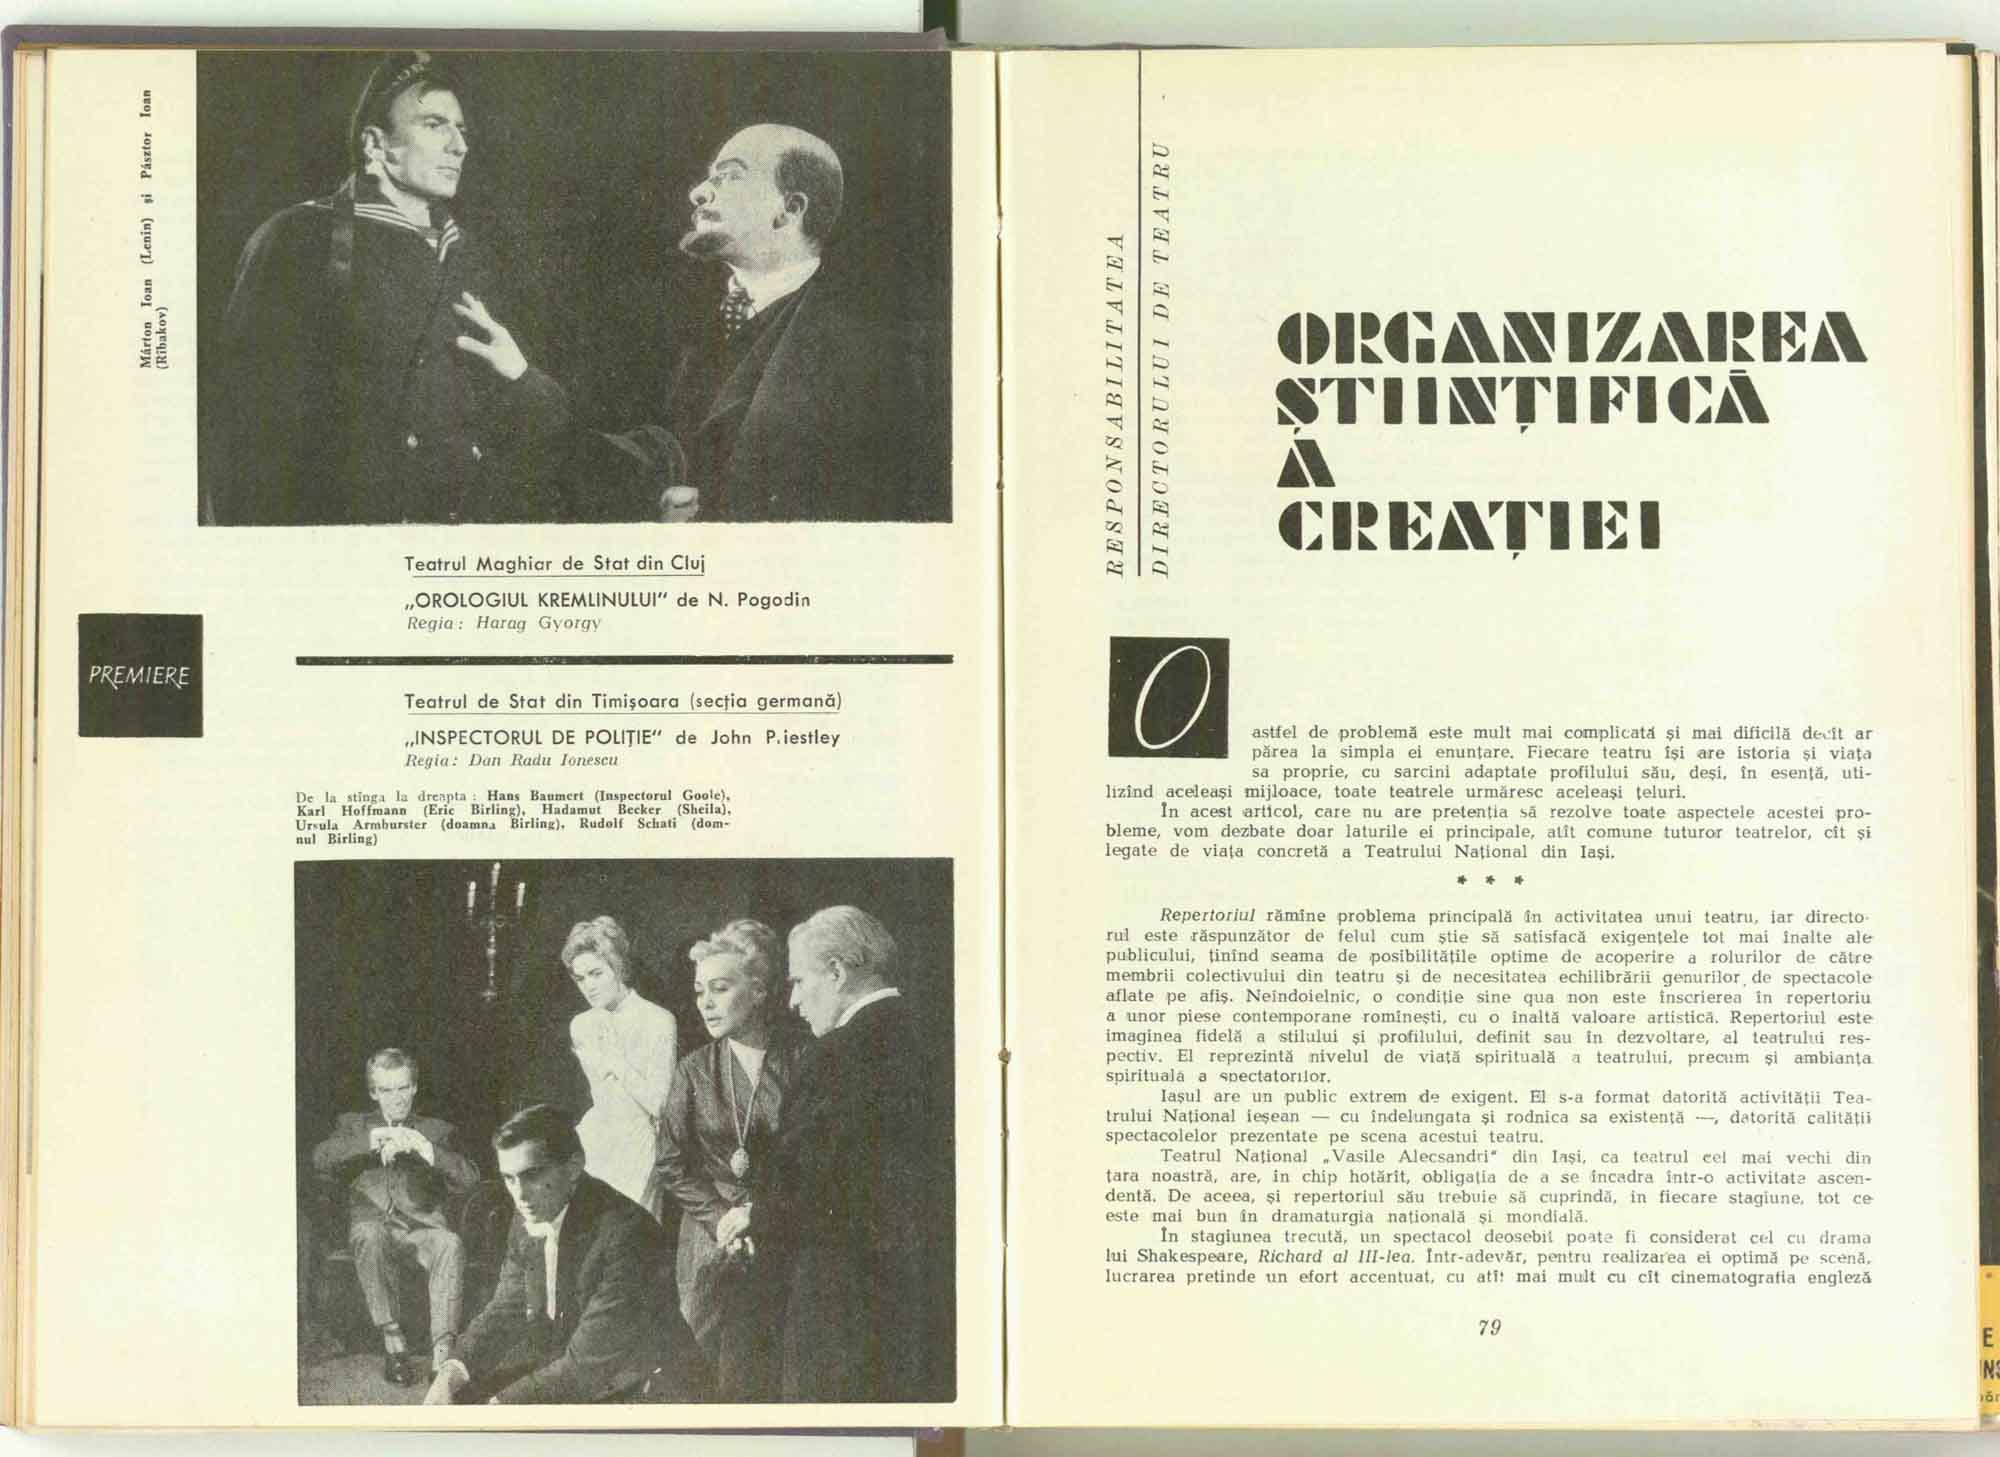 Márton Ioan (Lenin) și Pásztor Ioan
(Rîbakov)
Teatrul Maghiar de Stat din Cluj
„OROLOGIUL KREMLINULUI" de N. Pogodin
Regia: Harag Gyorgy
PREMIERE
Teatrul de Stat din Timișoara (secția germană)
„INSPECTORUL DE POLIȚIE" de John P.iestley
Regia: Dan Radu Ionescu
De la stînga la dreapta: Hans Baumert (Inspectorul Goole),
Karl Hoffmann (Eric Birling), Hadamut Becker (Sheila),
Ursula Armburster (doamna Birling), Rudolf Schati (dom-
nul Birling)
RESPONSABILITATEA
DIRECTORULUI DE TEATRU
ORGANIZAREA
ȘTIINȚIFICĂ
A
CREAȚIEI
O
astfel de problemă este mult mai complicată și mai dificilă decît ar
părea la simpla ei enunțare. Fiecare teatru își are istoria și viața
sa proprie, cu sarcini adaptate profilului său, deși, în esență, uti-
lizînd aceleași mijloace, toate teatrele urmăresc aceleași țeluri.
În acest articol, care nu are pretenția să rezolve toate aspectele acestei pro-
bleme, vom dezbate doar laturile ei principale, atît comune tuturor teatrelor, cît și
legate de viața concretă a Teatrului Național din Iași.
* * *
Repertoriul rămîne problema principală în activitatea unui teatru, iar directo-
rul este răspunzător de felul cum știe să satisfacă exigențele tot mai înalte ale
publicului, ținînd seama de posibilitățile optime de acoperire a rolurilor de către
membrii colectivului din teatru și de necesitatea echilibrării genurilor de spectacole
aflate pe afiș. Neîndoielnic, o condiție sine qua non este înscrierea în repertoriu
a unor piese contemporane romînești, cu o înaltă valoare artistică. Repertoriul este
imaginea fidelă a stilului și profilului, definit sau în dezvoltare, al teatrului res-
pectiv. El reprezintă nivelul de viață spirituală a teatrului, precum și ambianța
spirituală a spectatorilor.
Iașul are un public extrem de exigent. El s-a format datorită activității Tea-
trului Național ieșean — cu îndelungata și rodnica sa existență —, datorită calității
spectacolelor prezentate pe scena acestui teatru.
Teatrul Național „Vasile Alecsandri" din Iași, ca teatrul cel mai vechi din
țara noastră, are, în chip hotărît, obligația de a se încadra într-o activitate ascen-
dentă. De aceea, și repertoriul său trebuie să cuprindă, în fiecare stagiune, tot ce
este mai bun în dramaturgia națională și mondială.
În stagiunea trecută, un spectacol deosebit poate fi considerat cel cu drama
lui Shakespeare, Richard al III-lea. Într-adevăr, pentru realizarea ei optimă pe scenă,
lucrarea pretinde un efort accentuat, cu atît mai mult cu cît cinematografia engleză
79